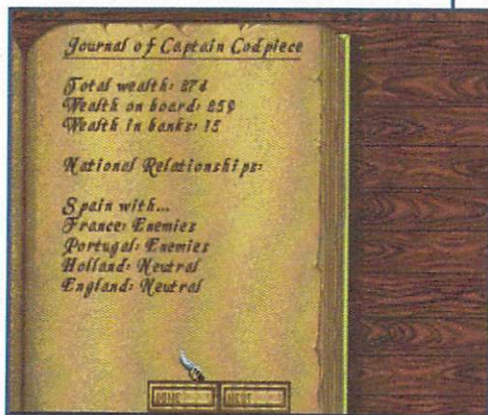 Journal of Captain Codpiece
Total wealth: 274
Wealth on board: 259
Wealth in banks: 15
National Relationships:
Spain with...
France: Enemies
Portugal: Enemies
Holland: Neutral
England: Neutral